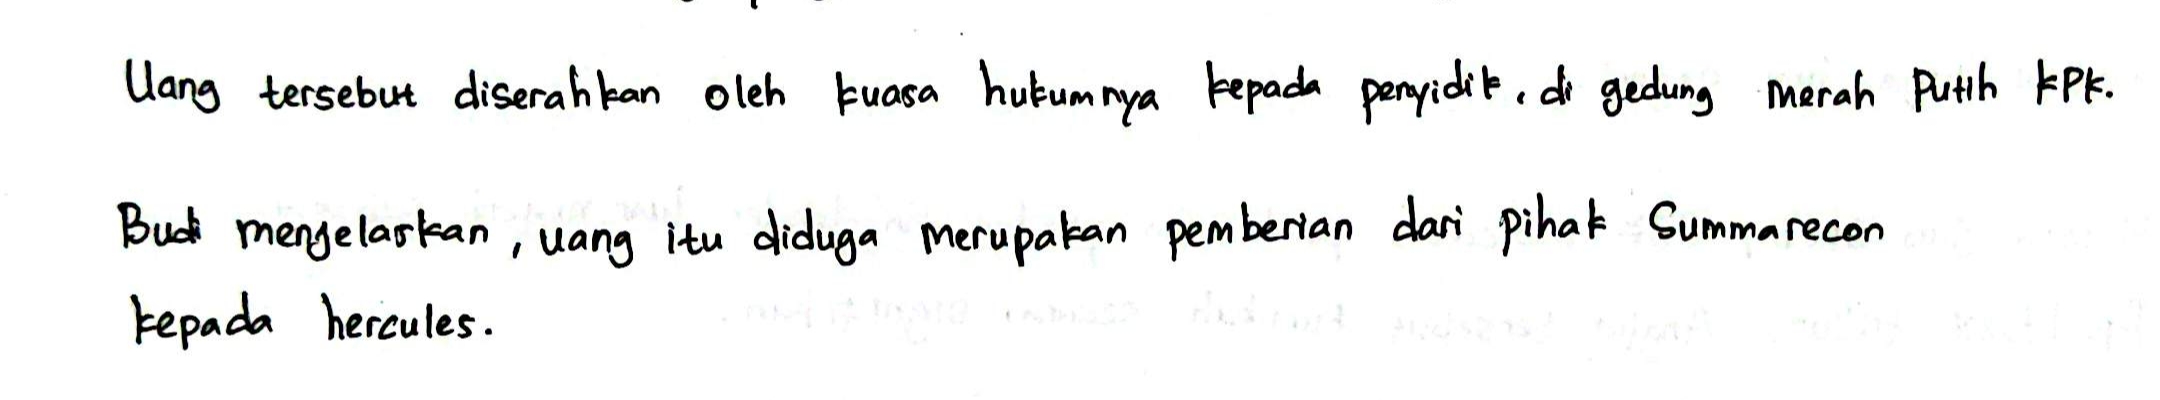 Uang tersebut diserahkan oleh kuasa hukumnya kepada penyidik, di gedung merah Putih KPK.
Budi menjelaskan, uang itu diduga merupakan pemberian dari pihak Summarecon
kepada hercules.